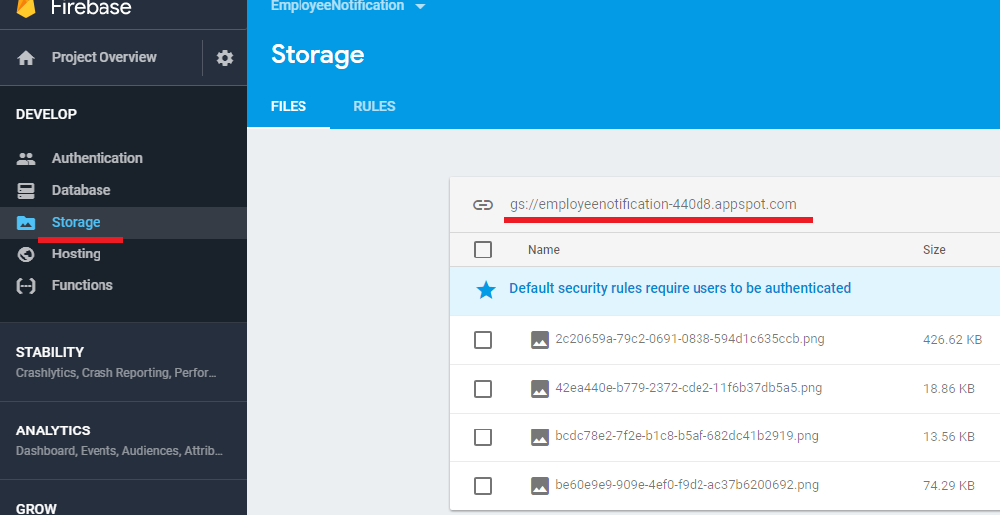 Firebase
EmployeeNotification
Project Overview
Storage
FILES
RULES
DEVELOP
Authentication
Database
Storage
Hosting
Functions
STABILITY
Crashlytics, Crash Reporting, Perfor...
ANALYTICS
Dashboard, Events, Audiences, Attrib...
GROW
gs://employeenotification-440d8.appspot.com
Name Size
Default security rules require users to be authenticated
2c20659a-79c2-0691-0838-594d1c635ccb.png 426.62 KB
42ea440e-b779-2372-cde2-11f6b37db5a5.png 18.86 KB
bcdc78e2-7f2e-b1c8-b5af-682dc41b2919.png 13.56 KB
be60e9e9-909e-4ef0-f9d2-ac37b6200692.png 74.29 KB